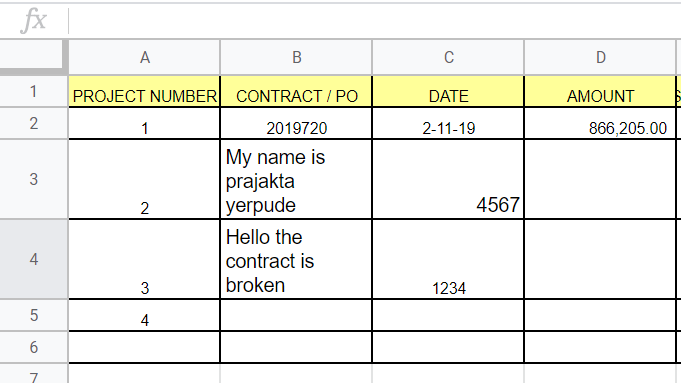 fx
A B C D
1 PROJECT NUMBER CONTRACT / PO DATE AMOUNT
2 1 2019720 2-11-19 866,205.00
My name is
3 prajakta
2 yerpude 4567
Hello the
4 contract is
3 broken 1234
5 4
6
7